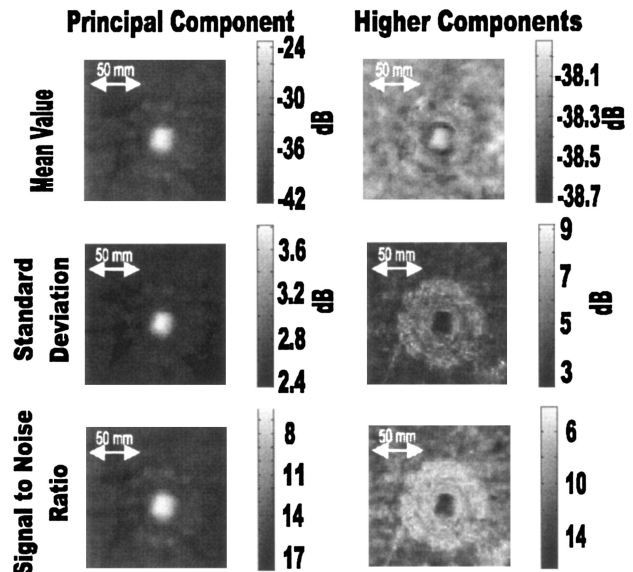 Principal Component
Higher Components
Mean Value
50 mm
-24
-30
-36
-42
dB
50 mm
-38.1
-38.3
-38.5
-38.7
dB
Standard
Deviation
50 mm
3.6
3.2
2.8
2.4
dB
50 mm
9
7
5
3
dB
Signal to Noise
Ratio
50 mm
8
11
14
17
50 mm
6
10
14